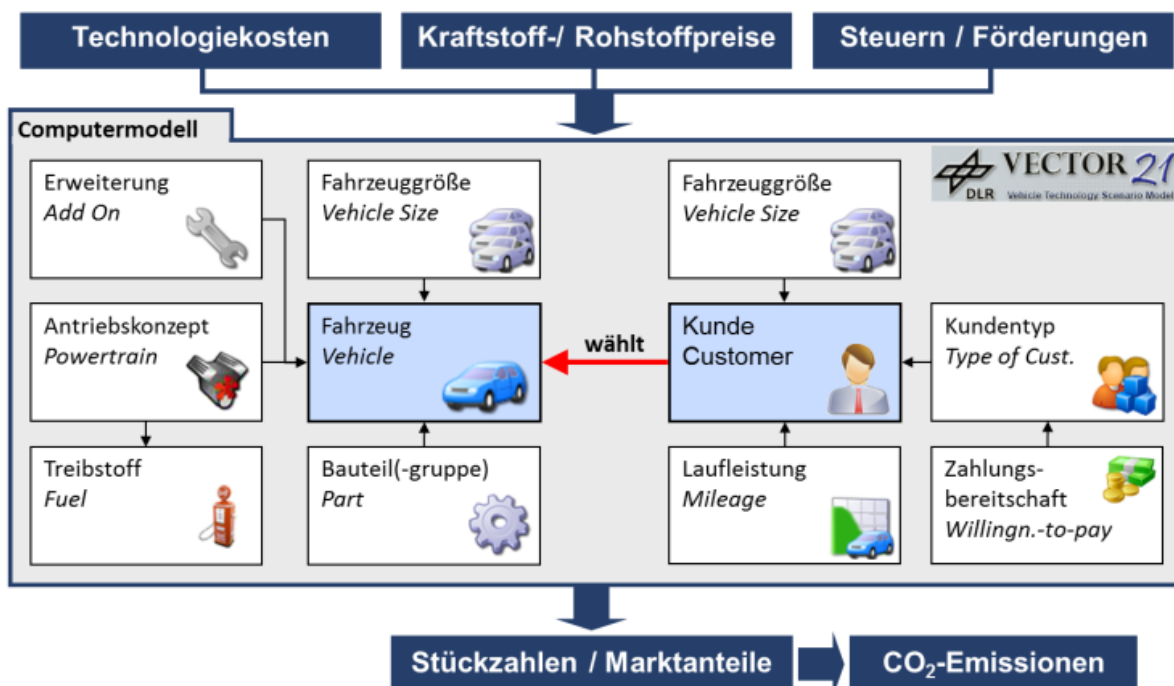 Technologiekosten
Kraftstoff-/ Rohstoffpreise
Steuern / Förderungen
Computermodell
Erweiterung
Add On
Fahrzeuggröße
Vehicle Size
Fahrzeuggröße
Vehicle Size
DLR
VECTOR 21
Vehicle Technology Scenario Model
Antriebskonzept
Powertrain
Fahrzeug
Vehicle
wählt
Kunde
Customer
Kundentyp
Type of Cust.
Treibstoff
Fuel
Bauteil(-gruppe)
Part
Laufleistung
Mileage
Zahlungs-
bereitschaft
Willingn.-to-pay
Stückzahlen / Marktanteile
CO₂-Emissionen